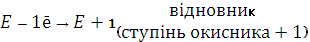 E − 1ē → E + 1 відновник
(ступінь окисника + 1)